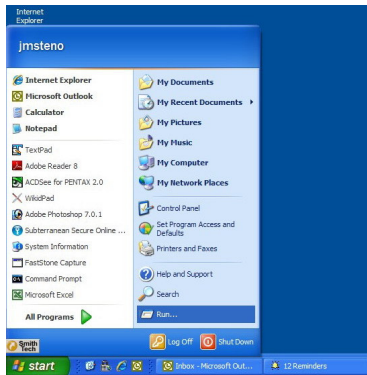 Internet
Explorer
jmsteno
Internet Explorer
Microsoft Outlook
Calculator
Notepad
TextPad
Adobe Reader 8
ACDSee for PENTAX 2.0
WikidPad
Adobe Photoshop 7.0.1
Subterranean Secure Online ...
System Information
FastStone Capture
Command Prompt
Microsoft Excel
All Programs
My Documents
My Recent Documents
My Pictures
My Music
My Computer
My Network Places
Control Panel
Set Program Access and
Defaults
Printers and Faxes
Help and Support
Search
Run...
Smith
Tech
Log Off
Shut Down
start
Inbox - Microsoft Out...
12 Reminders